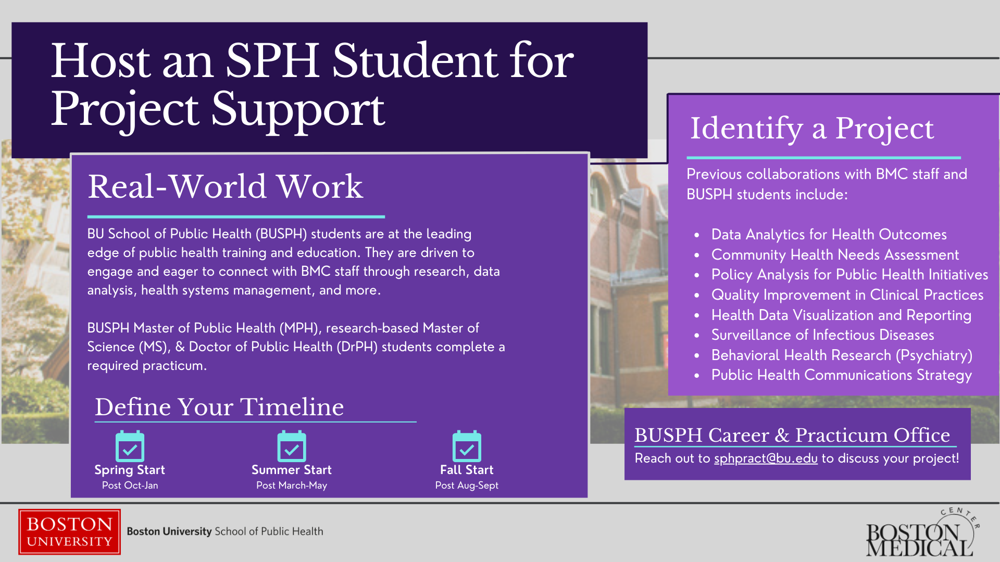 Host an SPH Student for
Project Support
Real-World Work
BU School of Public Health (BUSPH) students are at the leading
edge of public health training and education. They are driven to
engage and eager to connect with BMC staff through research, data
analysis, health systems management, and more.
BUSPH Master of Public Health (MPH), research-based Master of
Science (MS), & Doctor of Public Health (DrPH) students complete a
required practicum.
Define Your Timeline
Spring Start
Post Oct-Jan
Summer Start
Post March-May
Fall Start
Post Aug-Sept
Identify a Project
Previous collaborations with BMC staff and
BUSPH students include:
• Data Analytics for Health Outcomes
• Community Health Needs Assessment
• Policy Analysis for Public Health Initiatives
• Quality Improvement in Clinical Practices
• Health Data Visualization and Reporting
• Surveillance of Infectious Diseases
• Behavioral Health Research (Psychiatry)
• Public Health Communications Strategy
BUSPH Career & Practicum Office
Reach out to sphpract@bu.edu to discuss your project!
BOSTON
UNIVERSITY
Boston University School of Public Health
BOSTON
MEDICAL
CENTER